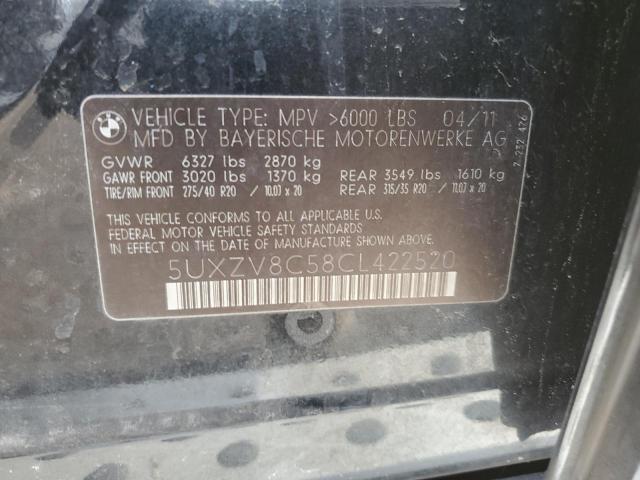 VEHICLE TYPE: MPV >6000 LBS 04/11
MFD BY BAYERISCHE MOTORENWERKE AG
GVWR 6327 lbs 2870 kg
GAWR FRONT 3020 lbs 1370 kg REAR 3549 lbs 1610 kg
TIRE/RIM FRONT 275/40 R20 / 10.0J x 20 REAR 315/35 R20 / 11.0J x 20
THIS VEHICLE CONFORMS TO ALL APPLICABLE U.S.
FEDERAL MOTOR VEHICLE SAFETY STANDARDS IN
EFFECT ON THE DATE OF MANUFACTURE SHOWN ABOVE.
5UXZV8C58CL422520
7 232 476